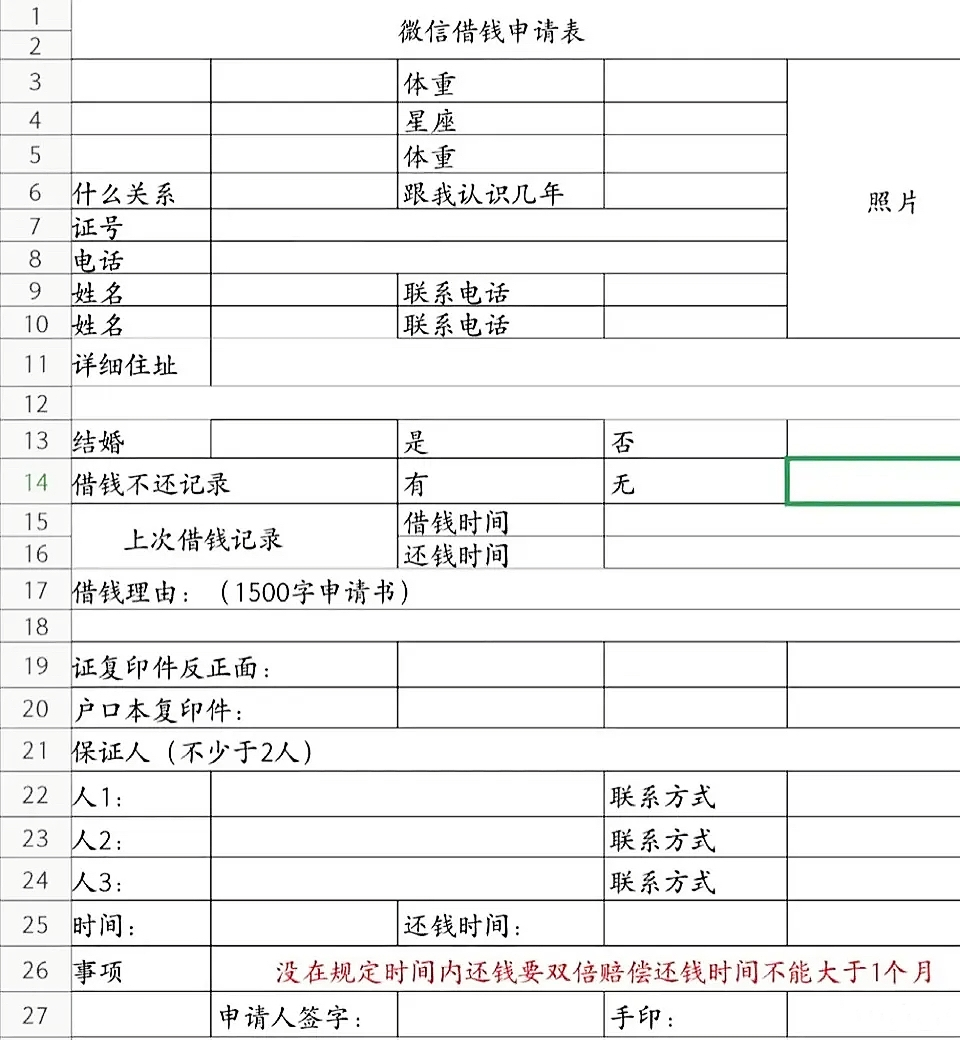 1
微信借钱申请表
2
3 体重
4 星座
5 体重
照片
6 什么关系 跟我认识几年
7 证号
8 电话
9 姓名 联系电话
10 姓名 联系电话
11 详细住址
12
13 结婚 是 否
14 借钱不还记录 有 无
15 借钱时间
上次借钱记录
16 还钱时间
17 借钱理由：（1500字申请书）
18
19 证复印件反正面：
20 户口本复印件：
21 保证人（不少于2人）
22 人1： 联系方式
23 人2： 联系方式
24 人3： 联系方式
25 时间： 还钱时间：
26 事项 没在规定时间内还钱要双倍赔偿还钱时间不能大于1个月
27 申请人签字： 手印：